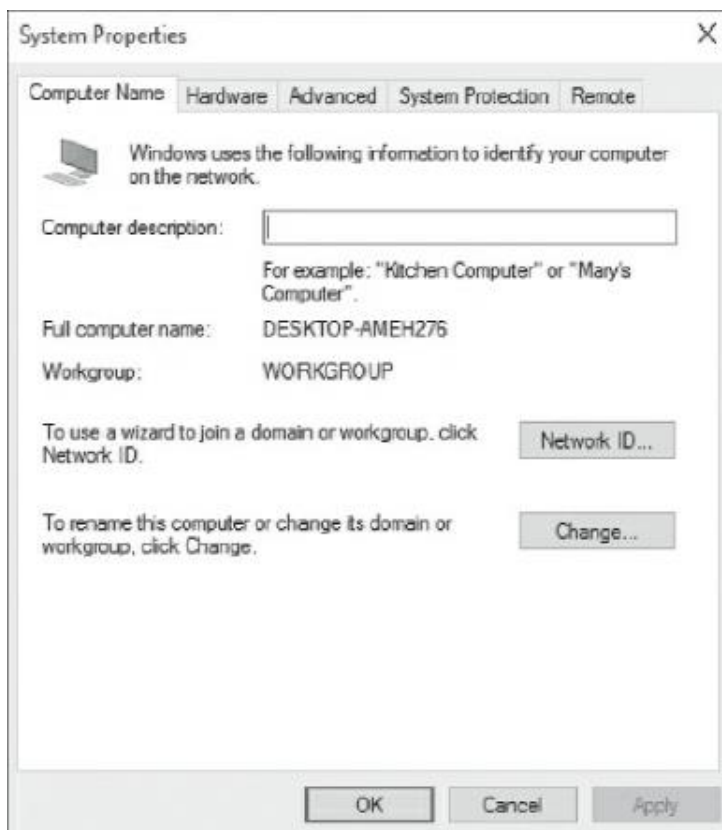 System Properties
Computer Name Hardware Advanced System Protection Remote
Windows uses the following information to identify your computer
on the network.
Computer description:
For example: "Kitchen Computer" or "Mary's
Computer".
Full computer name: DESKTOP-AMEH276
Workgroup: WORKGROUP
To use a wizard to join a domain or workgroup, click
Network ID.
Network ID...
To rename this computer or change its domain or
workgroup, click Change.
Change...
OK Cancel Apply